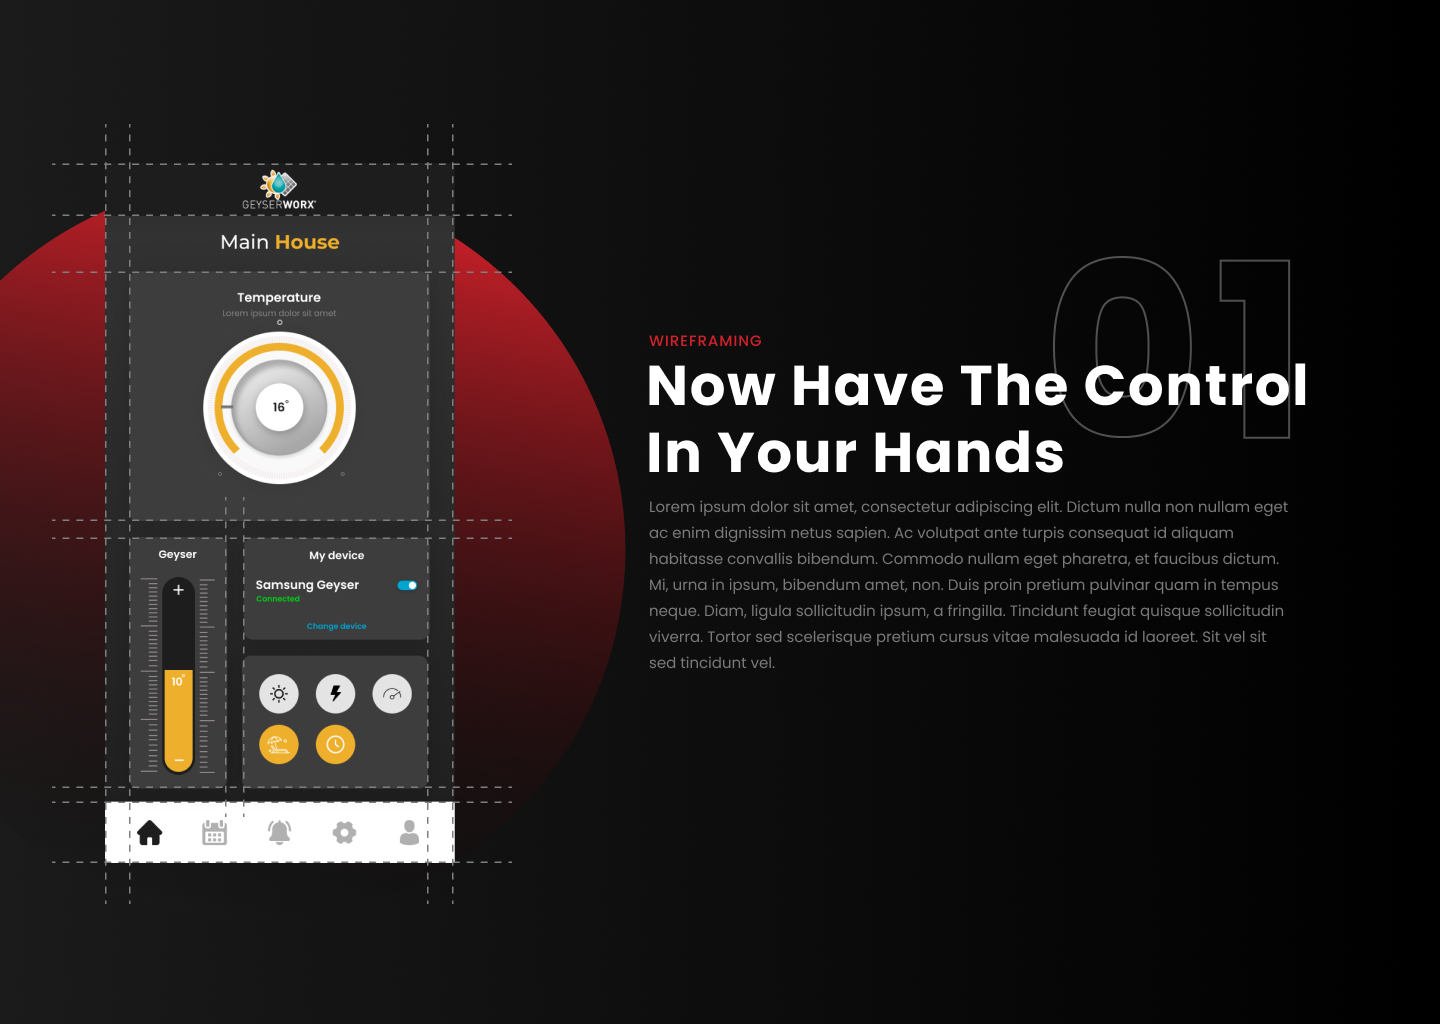 GEYSERWORX
Main House
Temperature
Lorem ipsum dolor sit amet
16°
Geyser
+
10°
–
My device
Samsung Geyser
Connected
Change device
01
WIREFRAMING
Now Have The Control
In Your Hands
Lorem ipsum dolor sit amet, consectetur adipiscing elit. Dictum nulla non nullam eget
ac enim dignissim netus sapien. Ac volutpat ante turpis consequat id aliquam
habitasse convallis bibendum. Commodo nullam eget pharetra, et faucibus dictum.
Mi, urna in ipsum, bibendum amet, non. Duis proin pretium pulvinar quam in tempus
neque. Diam, ligula sollicitudin ipsum, a fringilla. Tincidunt feugiat quisque sollicitudin
viverra. Tortor sed scelerisque pretium cursus vitae malesuada id laoreet. Sit vel sit
sed tincidunt vel.